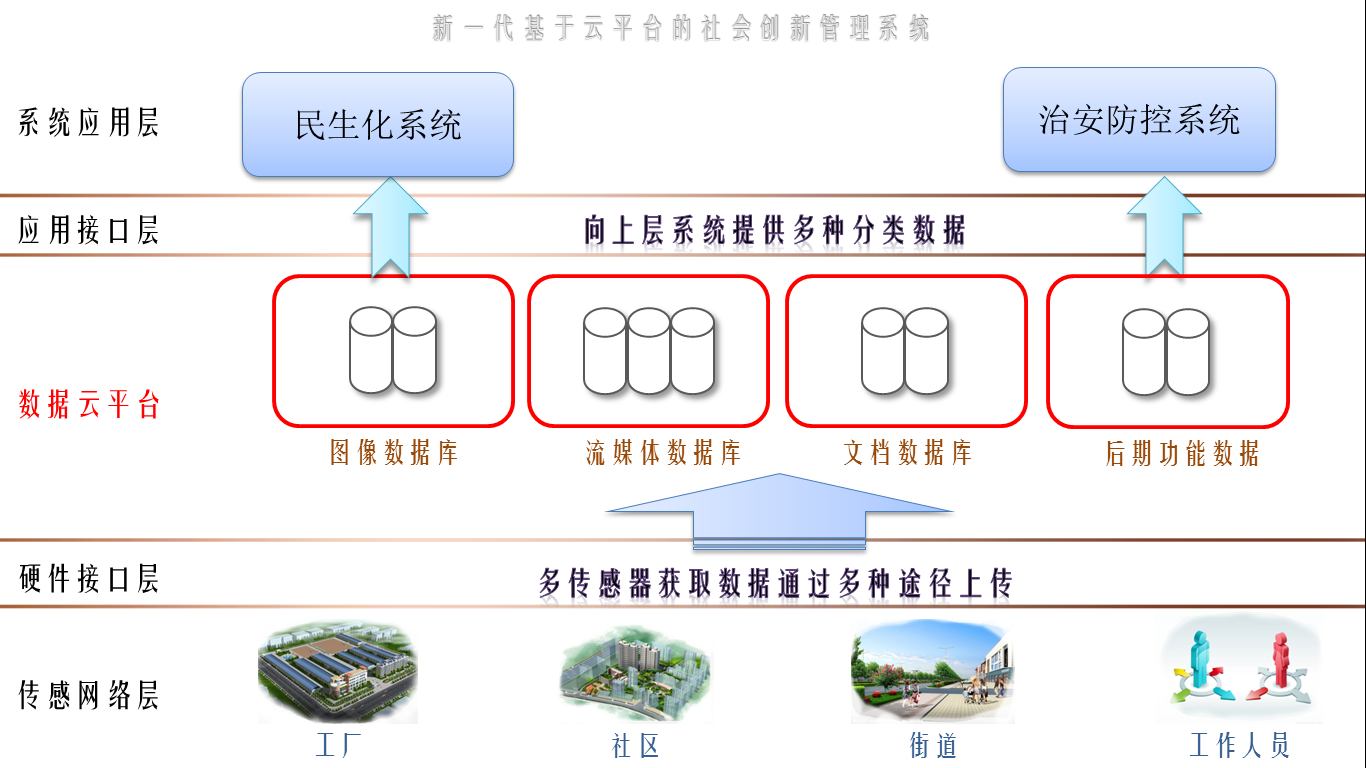 新一代基于云平台的社会创新管理系统
系统应用层
民生化系统
治安防控系统
应用接口层
向上层系统提供多种分类数据
数据云平台
图像数据库
流媒体数据库
文档数据库
后期功能数据
硬件接口层
多传感器获取数据通过多种途径上传
传感网络层
工厂
社区
街道
工作人员